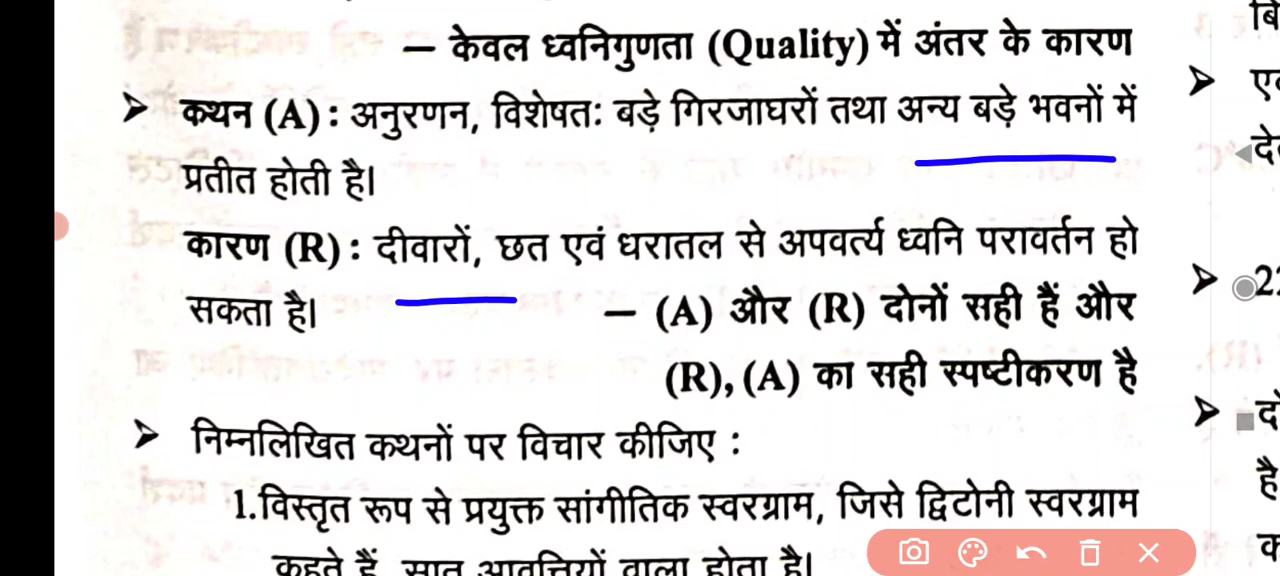 — केवल ध्वनिगुणता (Quality) में अंतर के कारण
➢ कथन (A) : अनुरणन, विशेषतः बड़े गिरजाघरों तथा अन्य बड़े भवनों में
प्रतीत होती है।
कारण (R) : दीवारों, छत एवं धरातल से अपवर्त्य ध्वनि परावर्तन हो
सकता है।
— (A) और (R) दोनों सही हैं और
(R), (A) का सही स्पष्टीकरण है
➢ निम्नलिखित कथनों पर विचार कीजिए :
1.विस्तृत रूप से प्रयुक्त सांगीतिक स्वरग्राम, जिसे द्विटोनी स्वरग्राम
कहते हैं, सात आवृत्तियों वाला होता है।